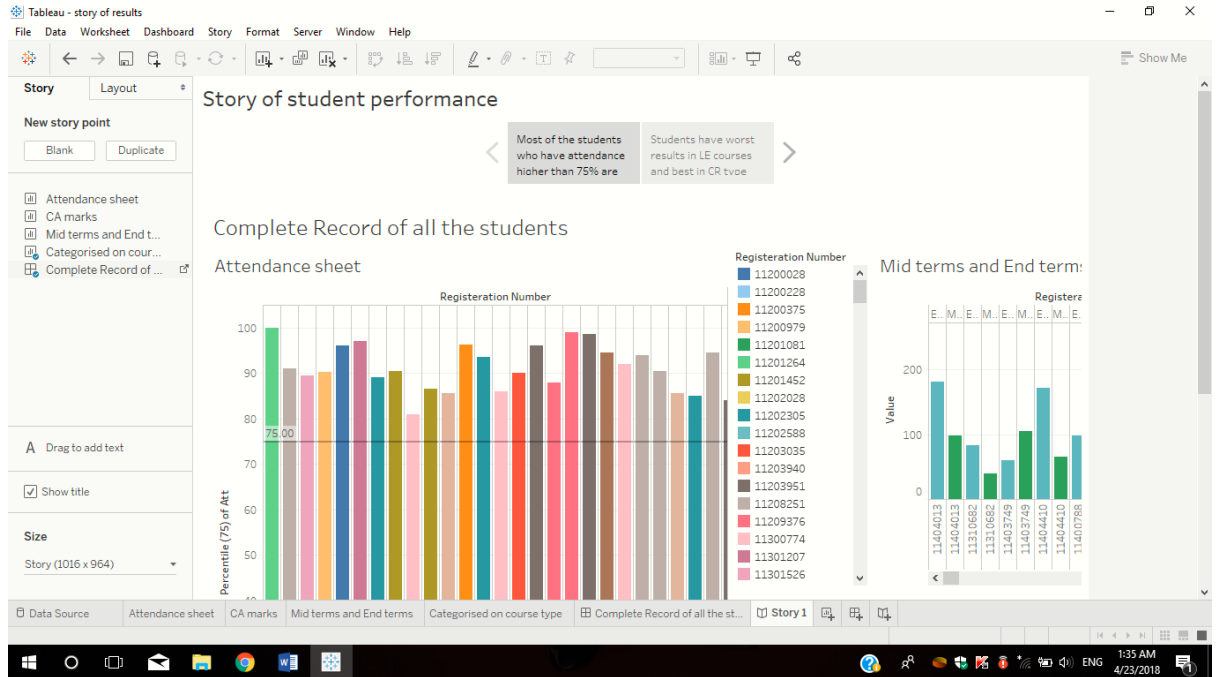 Tableau - story of results
File Data Worksheet Dashboard Story Format Server Window Help
Show Me
Story Layout
New story point
Blank Duplicate
Attendance sheet
CA marks
Mid terms and End t...
Categorised on cour...
Complete Record of ...
A Drag to add text
Show title
Size
Story (1016 x 964)
Story of student performance
Most of the students
who have attendance
higher than 75% are
Students have worst
results in LE courses
and best in CR type
Complete Record of all the students
Attendance sheet
Registeration Number
100
90
80
75.00
70
60
50
40
Percentile (75) of Att
Registeration Number
11200028
11200228
11200375
11200979
11201081
11201264
11201452
11202028
11202305
11202588
11203035
11203940
11203951
11208251
11209376
11300774
11301207
11301526
Mid terms and End terms
Registera
E.. M.. E.. M.. E.. M.. E.. M.. E..
200
100
0
Value
11404013
11404013
11310682
11310682
11403749
11403749
11404410
11404410
11400788
Data Source Attendance sheet CA marks Mid terms and End terms Categorised on course type Complete Record of all the st... Story 1
ENG
1:35 AM
4/23/2018
1